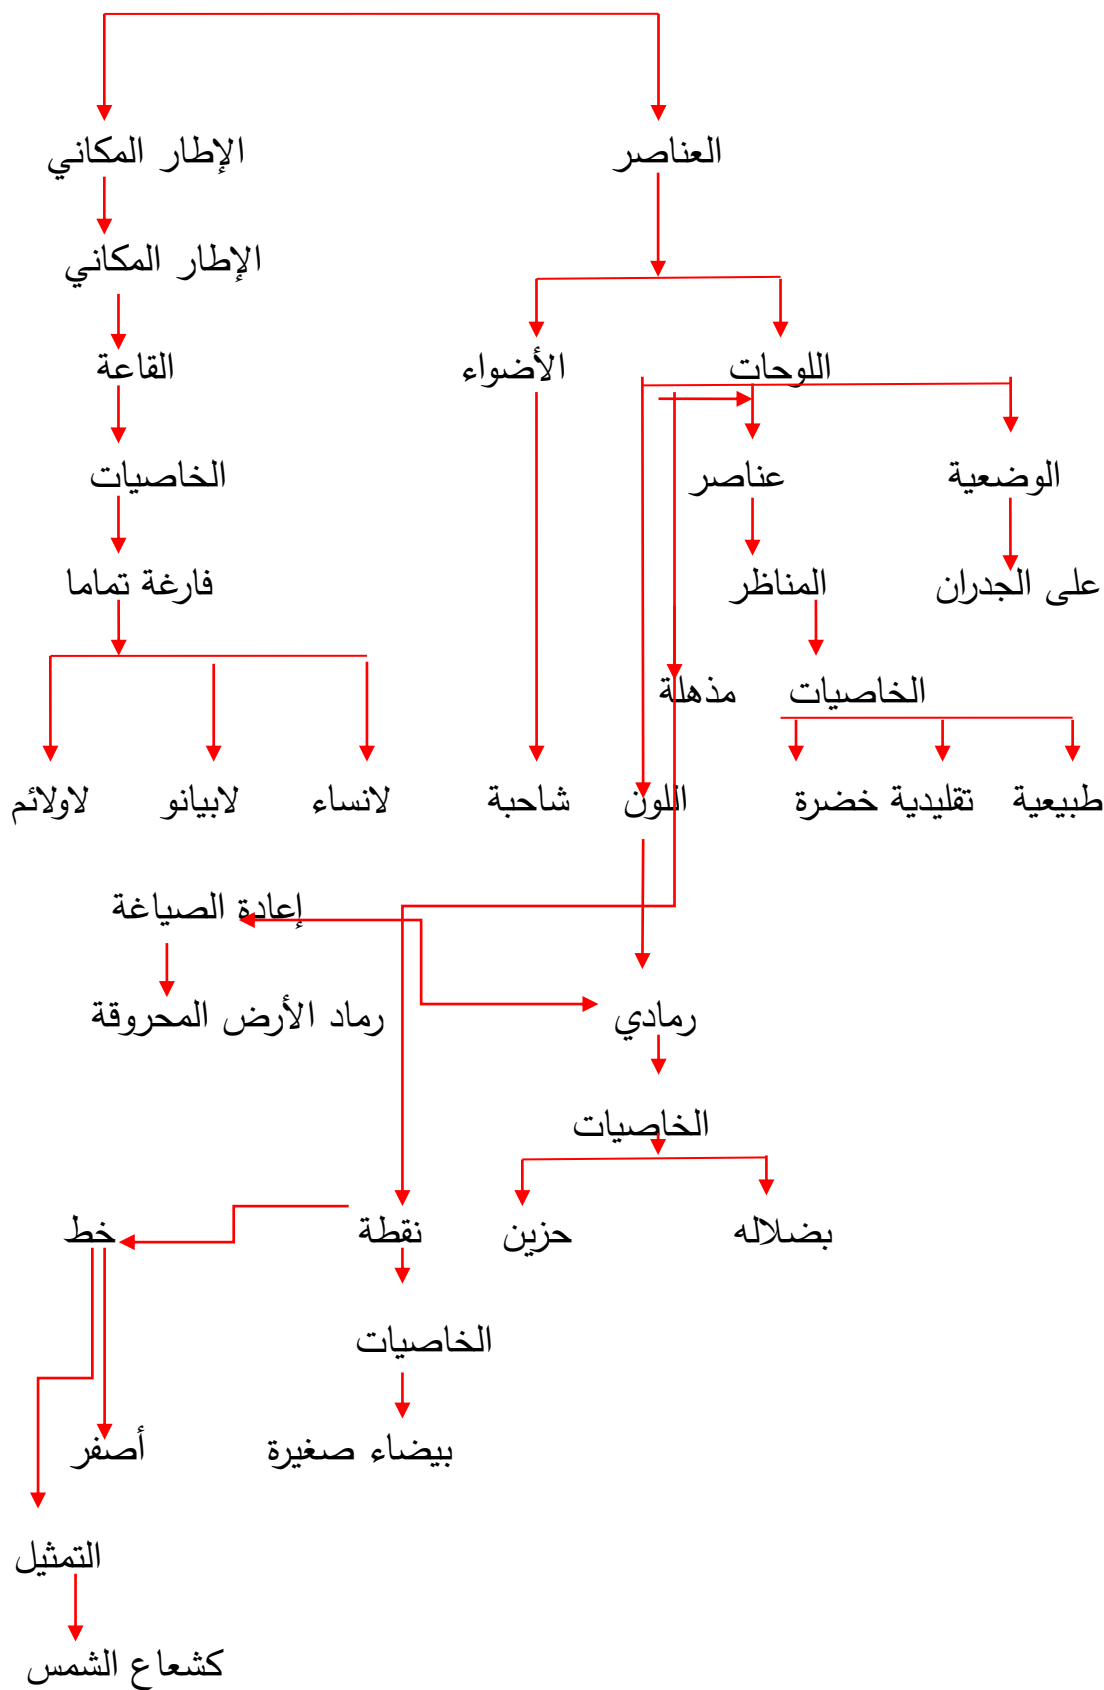 العناصر
الإطار المكاني
الإطار المكاني
اللوحات
الأضواء
القاعة
الوضعية
عناصر
الخاصيات
على الجدران
المناظر
فارغة تماما
الخاصيات
مذهلة
طبيعية
تقليدية خضرة
اللون
شاحبة
لانساء
لابيانو
لاولائم
إعادة الصياغة
رمادي
رماد الأرض المحروقة
الخاصيات
بضلاله
حزين
نقطة
خط
الخاصيات
بيضاء صغيرة
أصفر
التمثيل
كشعاع الشمس